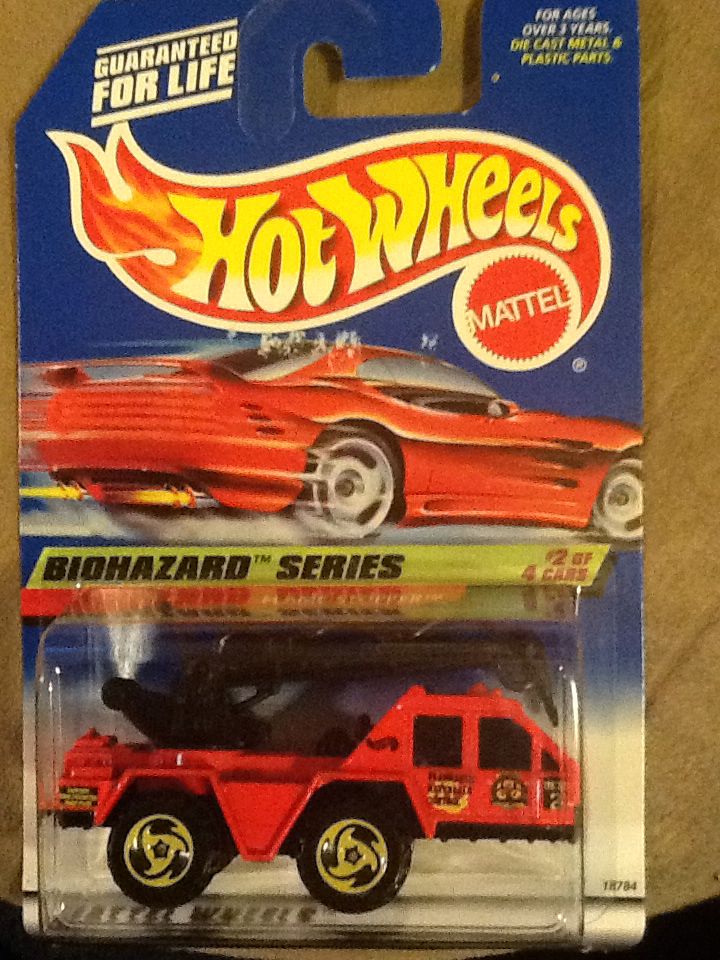 GUARANTEED
FOR LIFE
FOR AGES
OVER 3 YEARS.
DIE CAST METAL &
PLASTIC PARTS.
HOT WHEELS
MATTEL
®
BIOHAZARD™ SERIES
#2 OF
4 CARS
18784